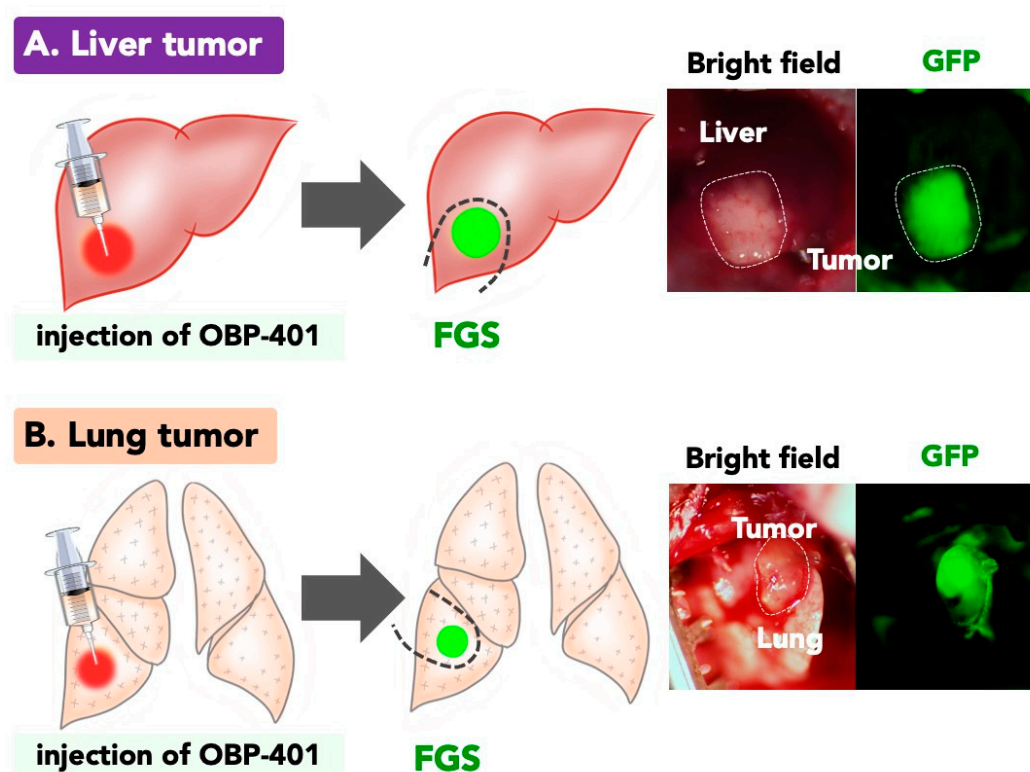 A. Liver tumor
Bright field
GFP
Liver
Tumor
injection of OBP-401
FGS
B. Lung tumor
Bright field
GFP
Tumor
Lung
injection of OBP-401
FGS